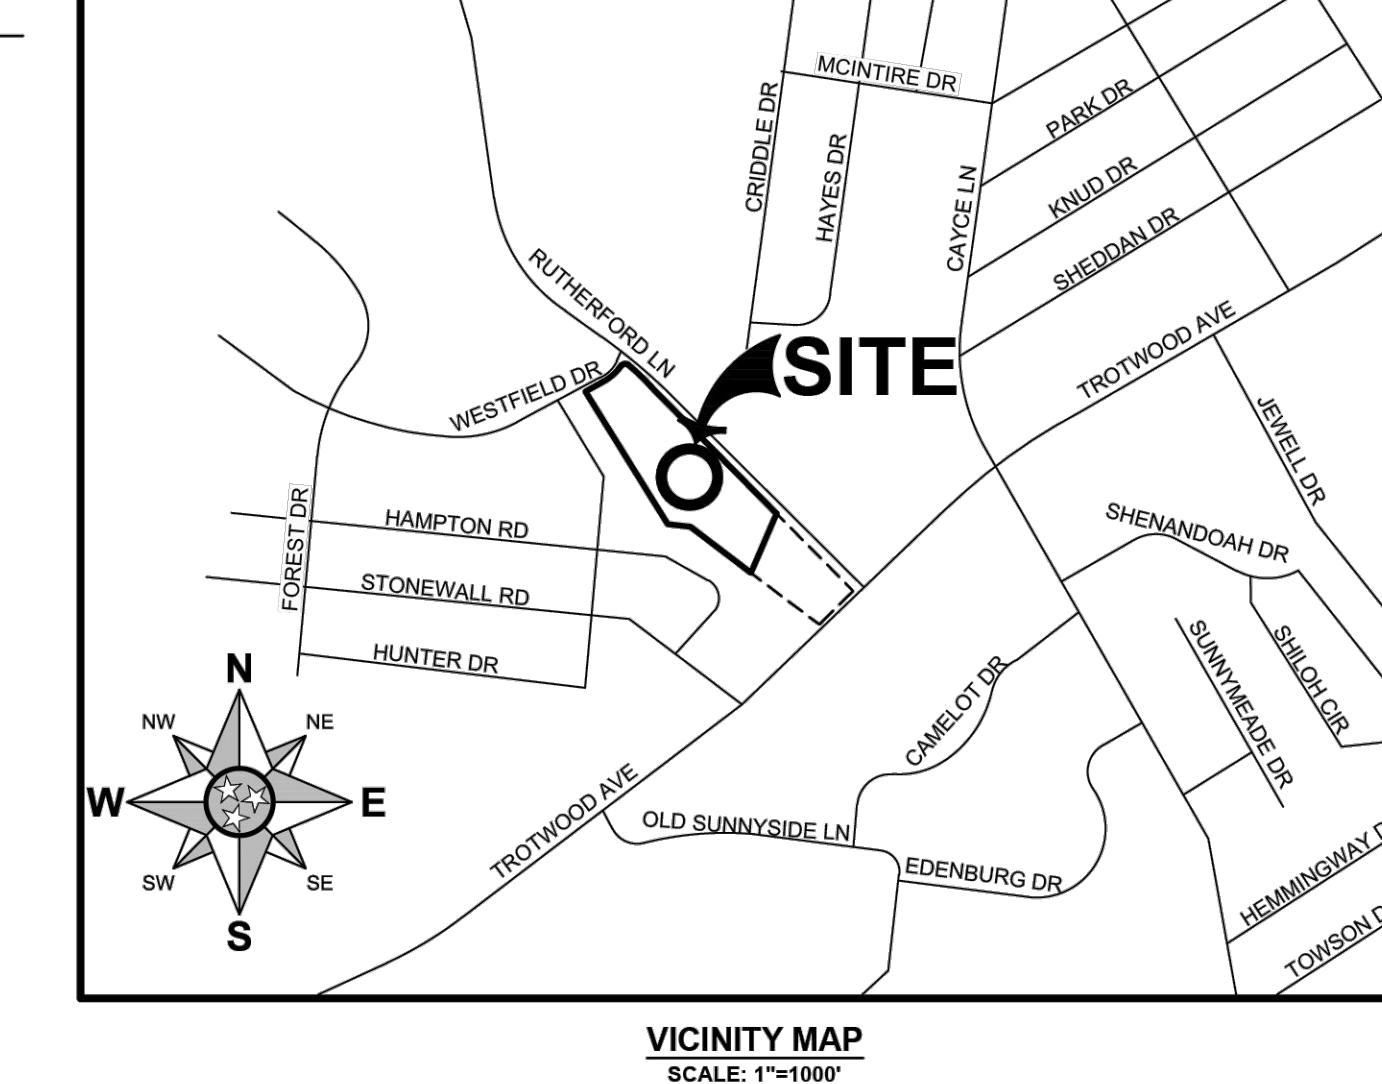 MCINTIRE DR
CRIDDLE DR
HAYES DR
CAYCE LN
PARK DR
KNUD DR
SHEDDAN DR
RUTHERFORD LN
TROTWOOD AVE
SITE
WESTFIELD DR
JEWELL DR
FOREST DR
HAMPTON RD
SHENANDOAH DR
STONEWALL RD
HUNTER DR
SUNNYMEADE DR
SHILOH CIR
CAMELOT DR
N
NW
NE
W
E
SW
SE
S
TROTWOOD AVE
OLD SUNNYSIDE LN
EDENBURG DR
HEMMINGWAY D
TOWSON D
VICINITY MAP
SCALE: 1"=1000'